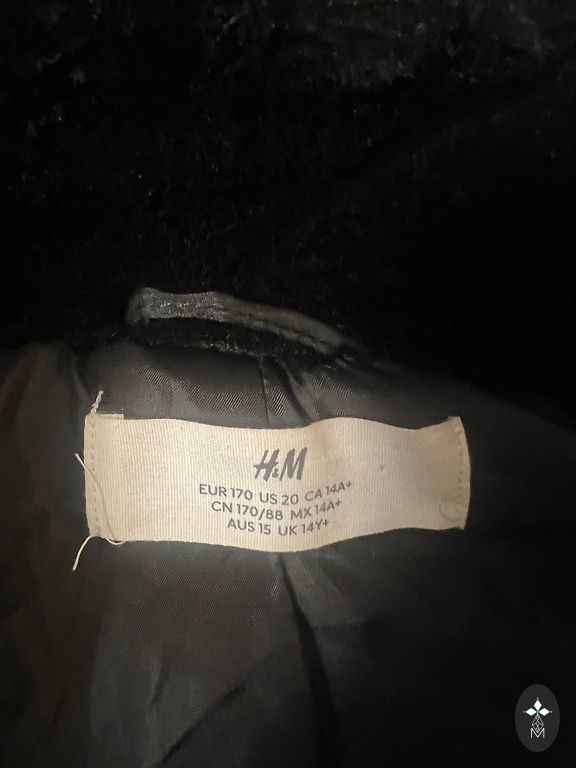 H&M
EUR 170 US 20 CA 14A+
CN 170/88 MX 14A+
AUS 15 UK 14Y+
M